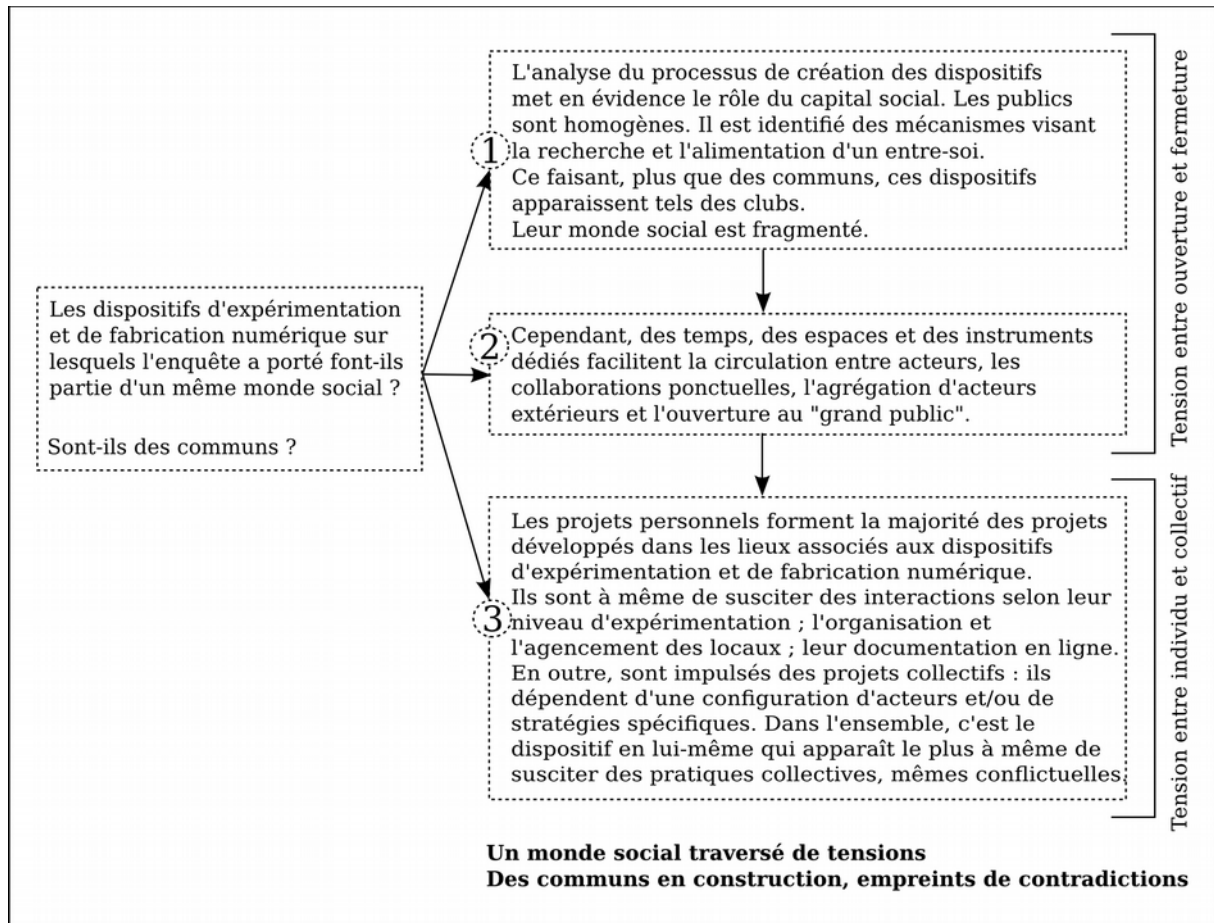 Les dispositifs d'expérimentation
et de fabrication numérique sur
lesquels l'enquête a porté font-ils
partie d'un même monde social ?
Sont-ils des communs ?
1
L'analyse du processus de création des dispositifs
met en évidence le rôle du capital social. Les publics
sont homogènes. Il est identifié des mécanismes visant
la recherche et l'alimentation d'un entre-soi.
Ce faisant, plus que des communs, ces dispositifs
apparaissent tels des clubs.
Leur monde social est fragmenté.
2
Cependant, des temps, des espaces et des instruments
dédiés facilitent la circulation entre acteurs, les
collaborations ponctuelles, l'agrégation d'acteurs
extérieurs et l'ouverture au "grand public".
Tension entre ouverture et fermeture
3
Les projets personnels forment la majorité des projets
développés dans les lieux associés aux dispositifs
d'expérimentation et de fabrication numérique.
Ils sont à même de susciter des interactions selon leur
niveau d'expérimentation ; l'organisation et
l'agencement des locaux ; leur documentation en ligne.
En outre, sont impulsés des projets collectifs : ils
dépendent d'une configuration d'acteurs et/ou de
stratégies spécifiques. Dans l'ensemble, c'est le
dispositif en lui-même qui apparaît le plus à même de
susciter des pratiques collectives, mêmes conflictuelles.
Tension entre individu et collectif
Un monde social traversé de tensions
Des communs en construction, empreints de contradictions